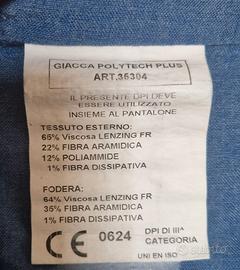 GIACCA POLYTECH PLUS
ART.36304
IL PRESENTE DPI DEVE
ESSERE UTILIZZATO
INSIEME AL PANTALONE
TESSUTO ESTERNO:
65% Viscosa LENZING FR
22% FIBRA ARAMIDICA
12% POLIAMMIDE
1% FIBRA DISSIPATIVA
FODERA:
64% Viscosa LENZING FR
35% FIBRA ARAMIDICA
1% FIBRA DISSIPATIVA
CE 0624 DPI DI IIIª
CATEGORIA
UNI EN ISO
subito